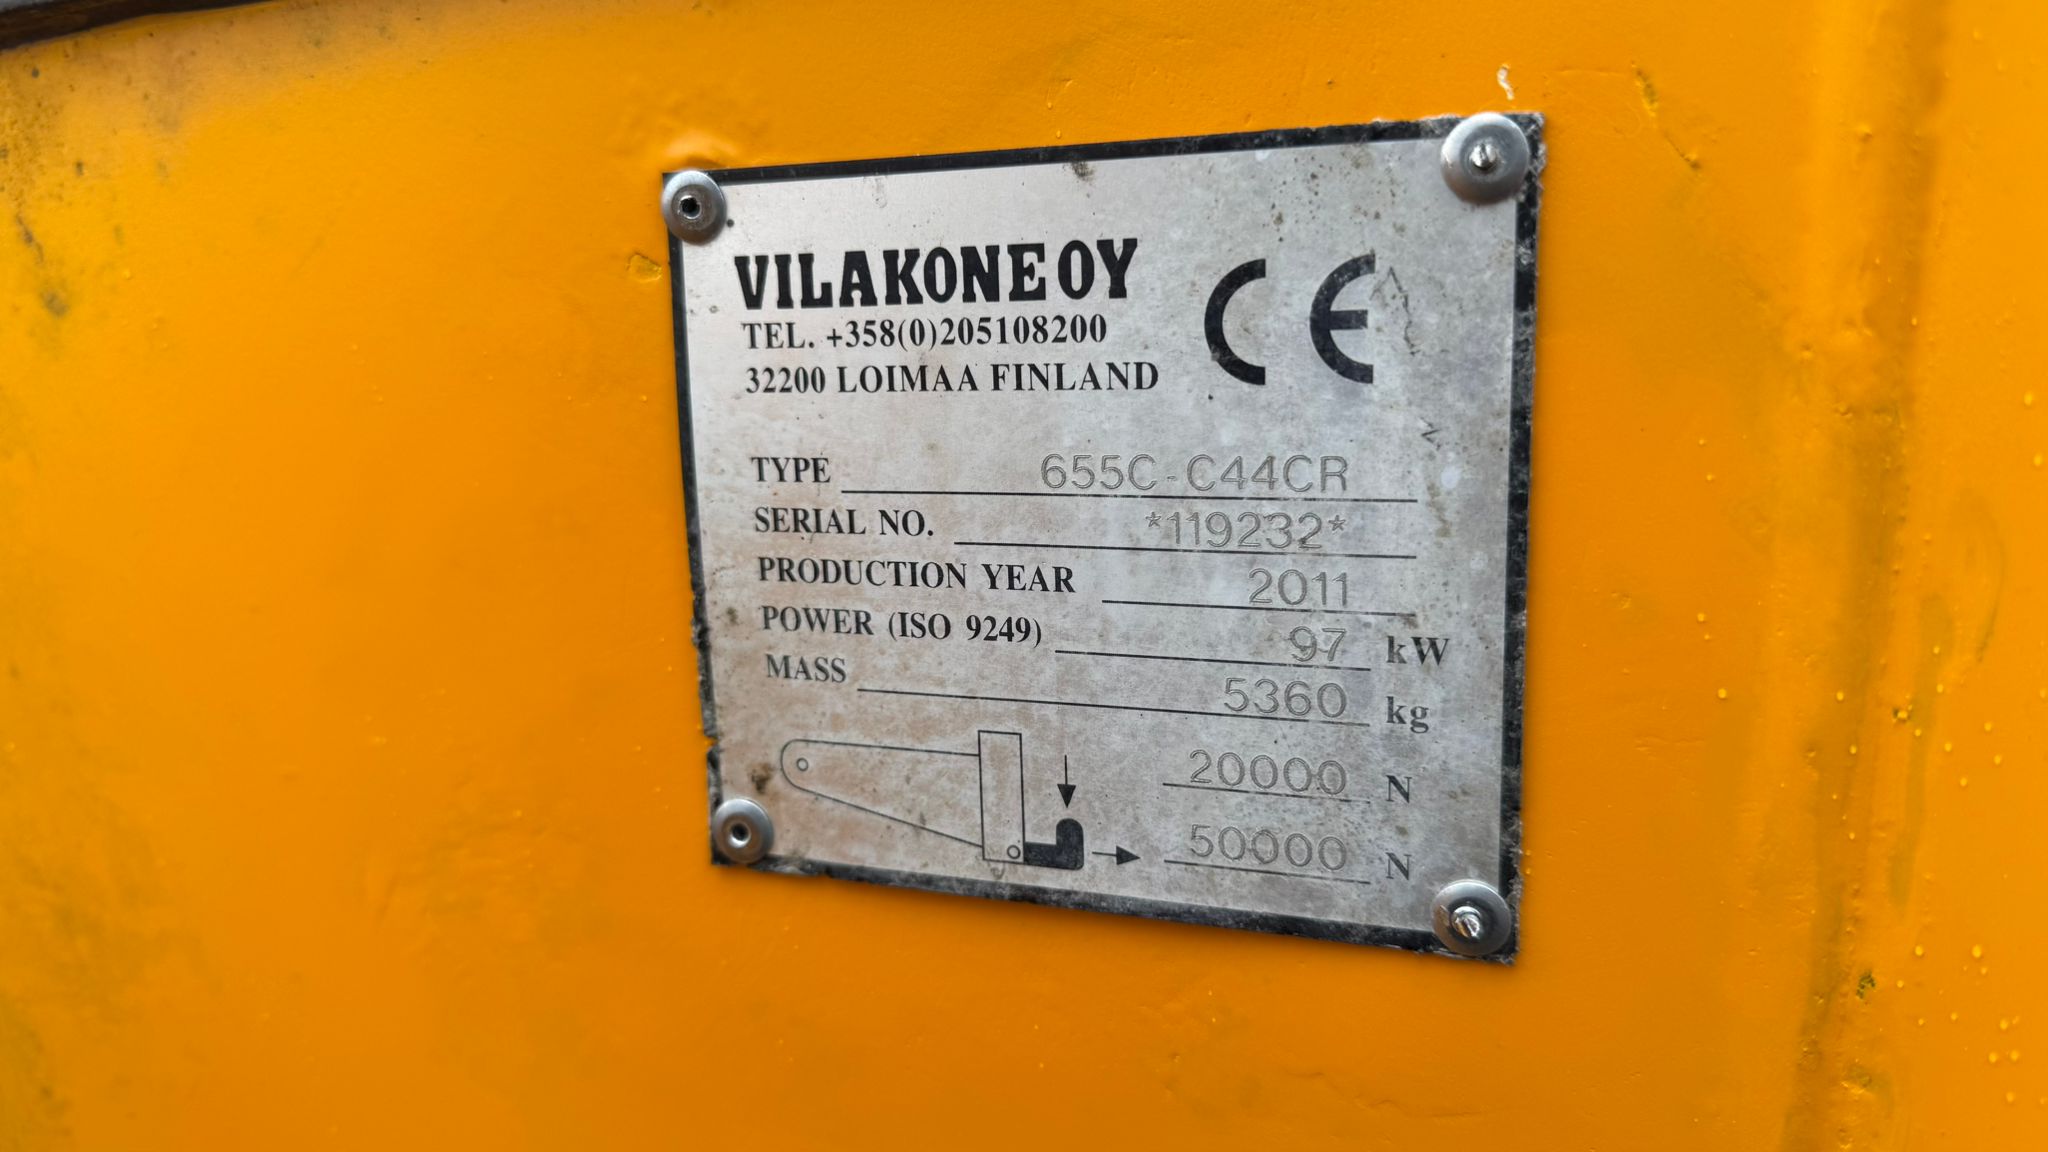 VILAKONE OY
TEL. +358(0)205108200
32200 LOIMAA FINLAND
CE
TYPE 655C-C44CR
SERIAL NO. *119232*
PRODUCTION YEAR 2011
POWER (ISO 9249) 97 kW
MASS 5360 kg
20000 N
50000 N